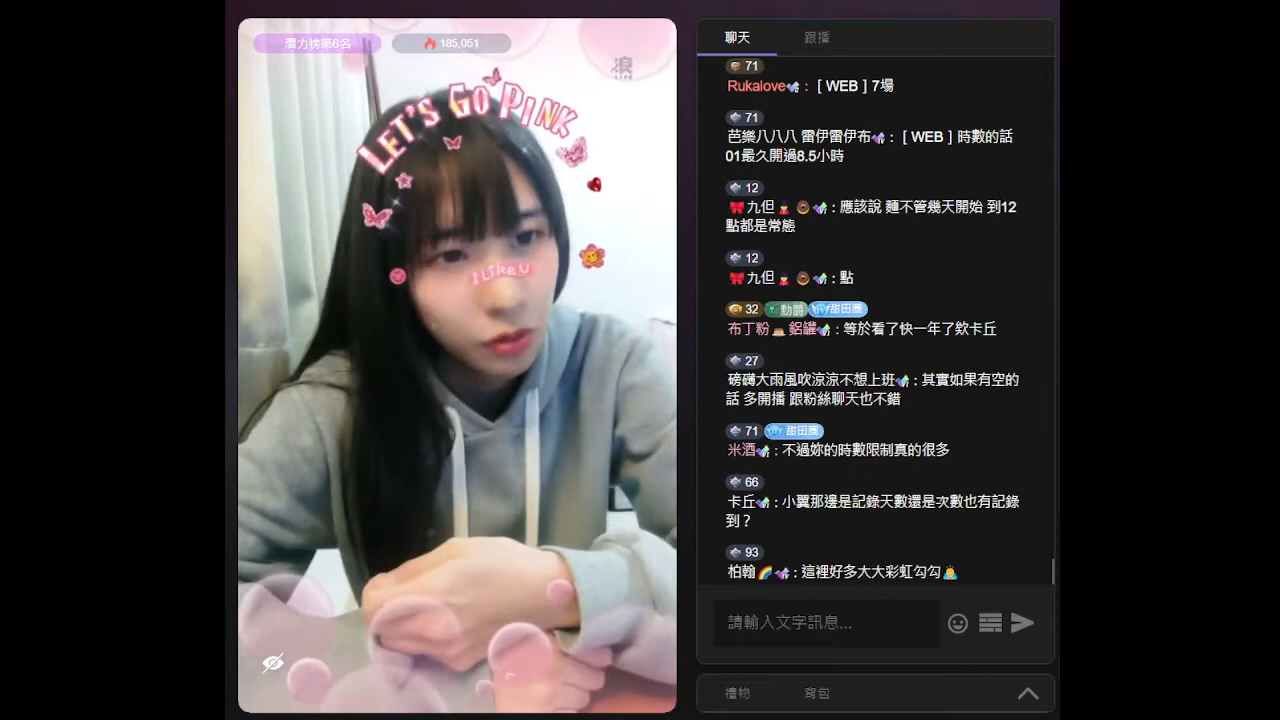 潛力榜第6名
185,051
浪
LIVE
LET'S GO PINK
I Like U
聊天
跟播
71
Rukalove : [ WEB ] 7場
71
芭樂八八八 雷伊雷伊布 : [ WEB ] 時數的話
01最久開過8.5小時
12
九但 : 應該說 麵不管幾天開始 到12
點都是常態
12
九但 : 點
32 勳爵 甜田圈
布丁粉 鋁罐 : 等於看了快一年了欸卡丘
27
磅礴大雨風吹涼涼不想上班 : 其實如果有空的
話 多開播 跟粉絲聊天也不錯
71 甜田圈
米酒 : 不過妳的時數限制真的很多
66
卡丘 : 小翼那邊是記錄天數還是次數也有記錄
到？
93
柏翰 : 這裡好多大大彩虹勾勾
請輸入文字訊息...
禮物
背包